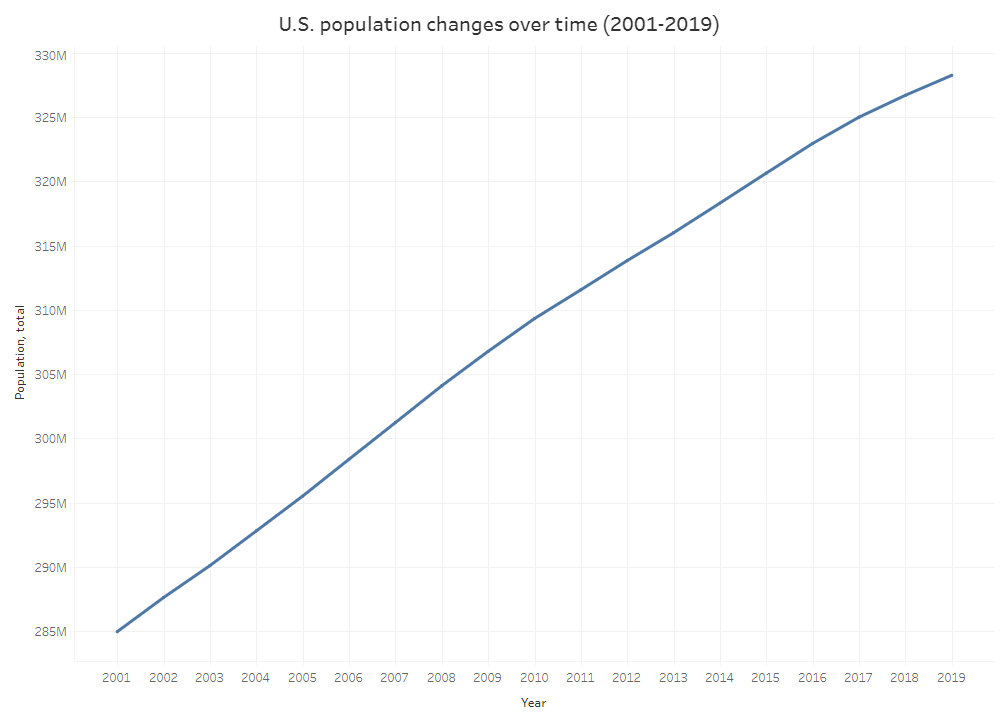 U.S. population changes over time (2001-2019)
330M
325M
320M
315M
310M
305M
300M
295M
290M
285M
Population, total
2001 2002 2003 2004 2005 2006 2007 2008 2009 2010 2011 2012 2013 2014 2015 2016 2017 2018 2019
Year